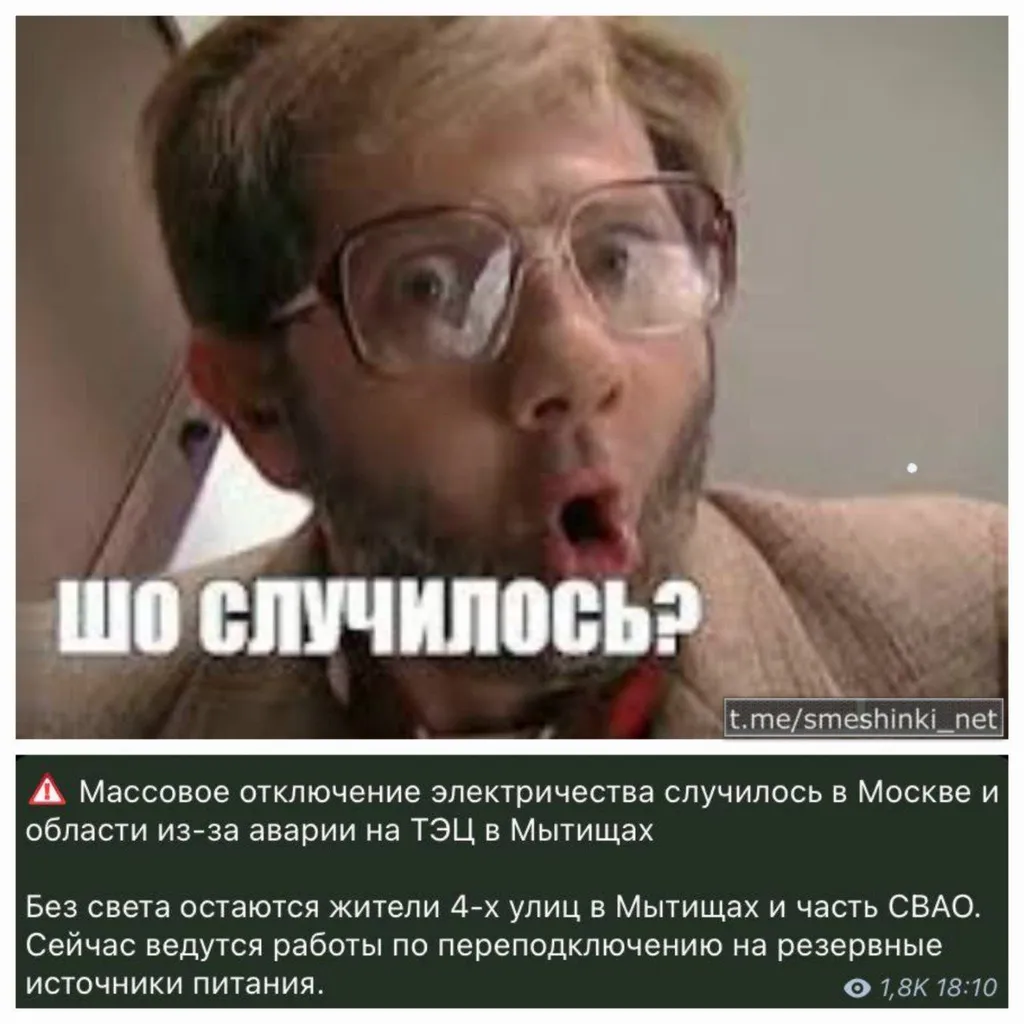 ШО СЛУЧИЛОСЬ?
t.me/smeshinki_net
⚠️ Массовое отключение электричества случилось в Москве и
области из-за аварии на ТЭЦ в Мытищах
Без света остаются жители 4-х улиц в Мытищах и часть СВАО.
Сейчас ведутся работы по переподключению на резервные
источники питания.
1,8K 18:10